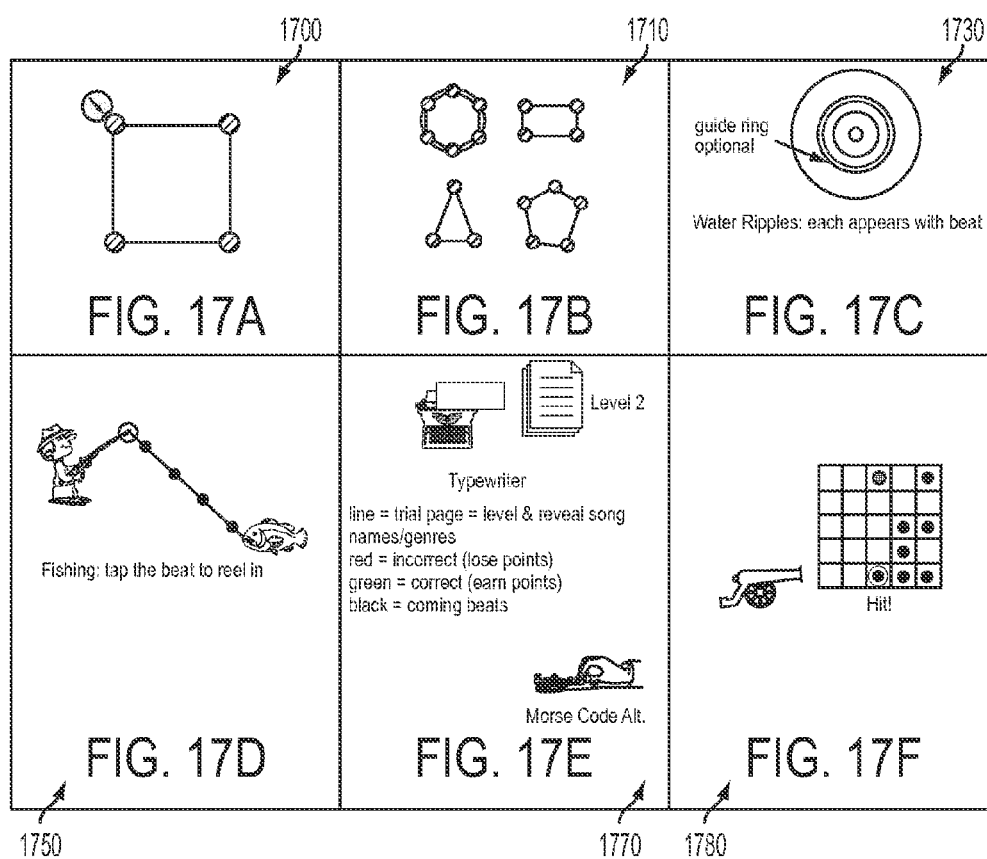 1700
1710
1730
guide ring
optional
Water Ripples: each appears with beat
FIG. 17A
FIG. 17B
FIG. 17C
Level 2
Typewriter
line = trial page = level & reveal song
names/genres
red = incorrect (lose points)
green = correct (earn points)
black = coming beats
Fishing: tap the beat to reel in
Hit!
Morse Code Alt.
FIG. 17D
FIG. 17E
FIG. 17F
1750
1770
1780